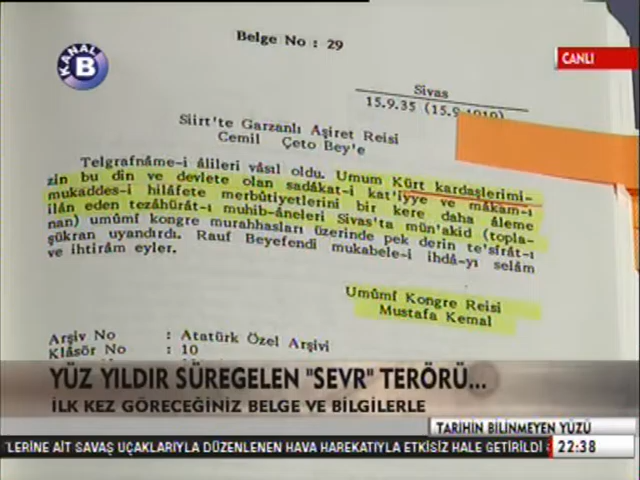 Belge No : 29
KANAL B
CANLI
Sivas
15.9.35 (15.9.1919)
Siirt'te Garzanlı Aşiret Reisi
Cemil Çeto Bey'e
Telgrafnâme-i âlileri vâsıl oldu. Umum Kürt kardaşlerimi-
zin bu din ve devlete olan sadâkat-i kat'îyye ve mâkam-ı
mukaddes-i hilâfete merbûtiyetlerini bir kere daha âleme
ilân eden tezâhürât-ı muhib-âneleri Sivas'ta mün'akid (topla-
nan) umûmî kongre murahhasları üzerinde pek derin te'sîrât-ı
şükran uyandırdı. Rauf Beyefendi mukabele-i ihdâ-yı selâm
ve ihtirâm eyler.
Umûmî Kongre Reisi
Mustafa Kemal
Arşiv No : Atatürk Özel Arşivi
Klâsör No : 10
YÜZ YILDIR SÜREGELEN "SEVR" TERÖRÜ...
İLK KEZ GÖRECEĞİNİZ BELGE VE BİLGİLERLE
TARİHİN BİLİNMEYEN YÜZÜ
'LERİNE AİT SAVAŞ UÇAKLARIYLA DÜZENLENEN HAVA HAREKATIYLA ETKİSİZ HALE GETİRİLDİ
22:38